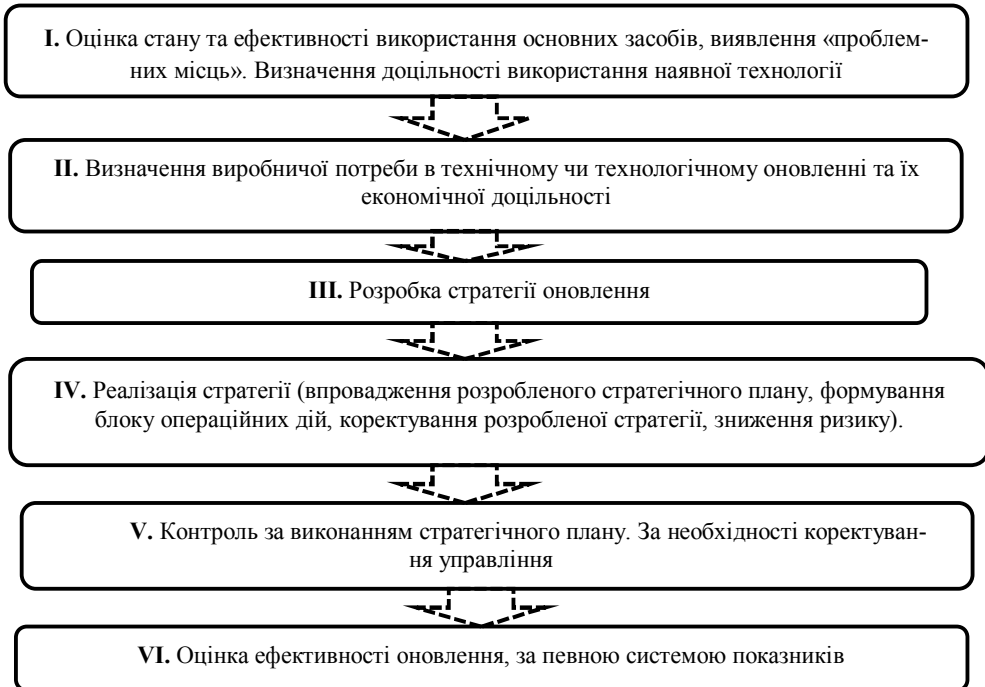 I. Оцінка стану та ефективності використання основних засобів, виявлення «проблем-
них місць». Визначення доцільності використання наявної технології
II. Визначення виробничої потреби в технічному чи технологічному оновленні та їх
економічної доцільності
III. Розробка стратегії оновлення
IV. Реалізація стратегії (впровадження розробленого стратегічного плану, формування
блоку операційних дій, коректування розробленої стратегії, зниження ризику).
V. Контроль за виконанням стратегічного плану. За необхідності коректуван-
ня управління
VI. Оцінка ефективності оновлення, за певною системою показників